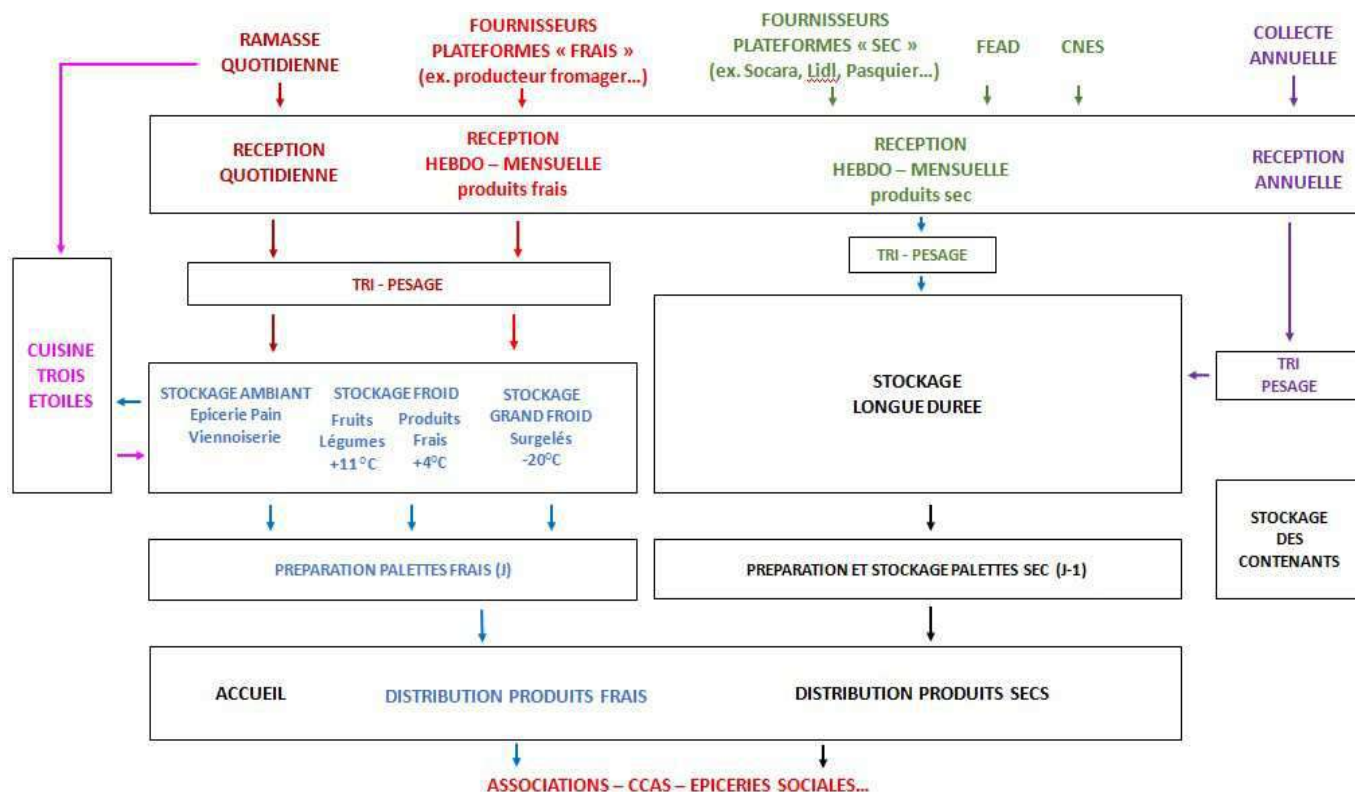 RAMASSE
QUOTIDIENNE
FOURNISSEURS
PLATEFORMES « FRAIS »
(ex. producteur fromager…)
FOURNISSEURS
PLATEFORMES « SEC »
(ex. Socara, Lidl, Pasquier…)
FEAD
CNES
COLLECTE
ANNUELLE
RECEPTION
QUOTIDIENNE
RECEPTION
HEBDO – MENSUELLE
produits frais
RECEPTION
HEBDO – MENSUELLE
produits sec
RECEPTION
ANNUELLE
TRI - PESAGE
TRI - PESAGE
CUISINE
TROIS
ETOILES
STOCKAGE AMBIANT
Epicerie Pain
Viennoiserie
STOCKAGE FROID
Fruits
Légumes
+11°C
Produits
Frais
+4°C
STOCKAGE
GRAND FROID
Surgelés
-20°C
STOCKAGE
LONGUE DUREE
TRI
PESAGE
STOCKAGE
DES
CONTENANTS
PREPARATION PALETTES FRAIS (J)
PREPARATION ET STOCKAGE PALETTES SEC (J-1)
ACCUEIL
DISTRIBUTION PRODUITS FRAIS
DISTRIBUTION PRODUITS SECS
ASSOCIATIONS – CCAS – EPICERIES SOCIALES…